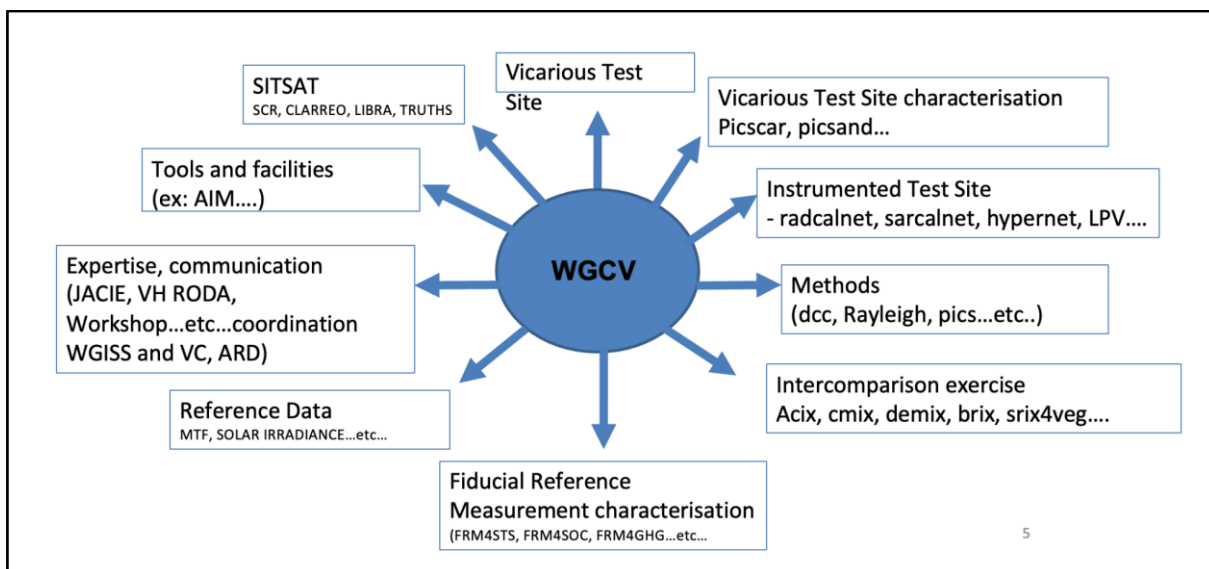 SITSAT
SCR, CLARREO, LIBRA, TRUTHS
Vicarious Test
Site
Vicarious Test Site characterisation
Picscar, picsand…
Tools and facilities
(ex: AIM….)
Instrumented Test Site
- radcalnet, sarcalnet, hypernet, LPV….
Expertise, communication
(JACIE, VH RODA,
Workshop…etc…coordination
WGISS and VC, ARD)
WGCV
Methods
(dcc, Rayleigh, pics…etc..)
Reference Data
MTF, SOLAR IRRADIANCE…etc…
Intercomparison exercise
Acix, cmix, demix, brix, srix4veg….
Fiducial Reference
Measurement characterisation
(FRM4STS, FRM4SOC, FRM4GHG…etc…
5